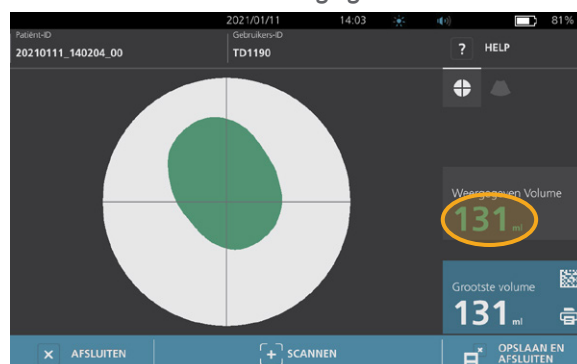 2021/01/11 14:03 81%
Patiënt-ID
20210111_140204_00
Gebruikers-ID
TD1190
? HELP
Weergegeven Volume
131 ml
Grootste volume
131 ml
AFSLUITEN
SCANNEN
OPSLAAN EN
AFSLUITEN